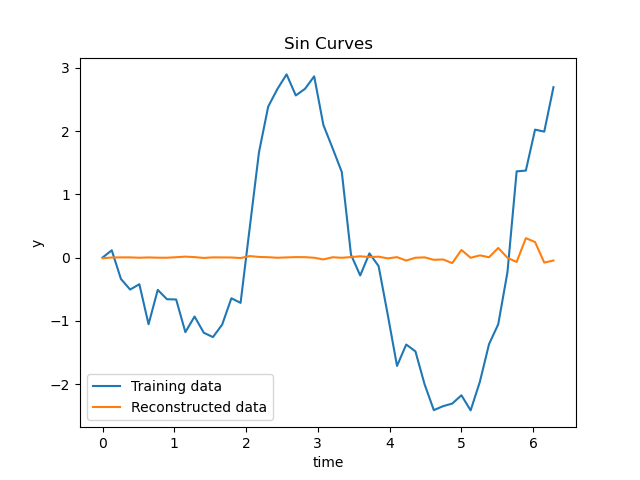 Sin Curves
3
2
1
0
−1
−2
y
Training data
Reconstructed data
0 1 2 3 4 5 6
time